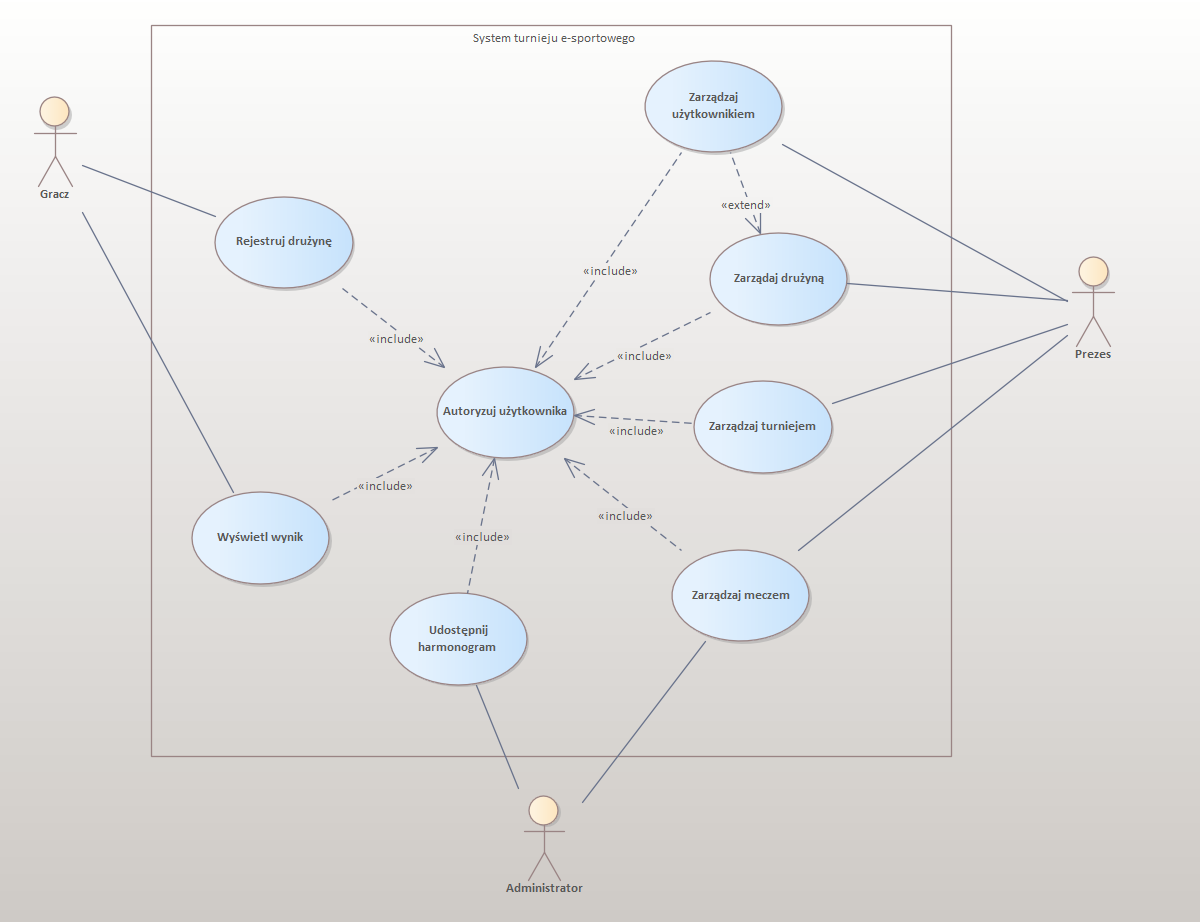 System turnieju e-sportowego
Zarządzaj
użytkownikiem
Gracz
«extend»
Rejestruj drużynę
«include»
Zarządaj drużyną
«include»
«include»
Prezes
Autoryzuj użytkownika
Zarządzaj turniejem
«include»
«include»
«include»
Wyświetl wynik
«include»
Zarządzaj meczem
Udostępnij
harmonogram
Administrator